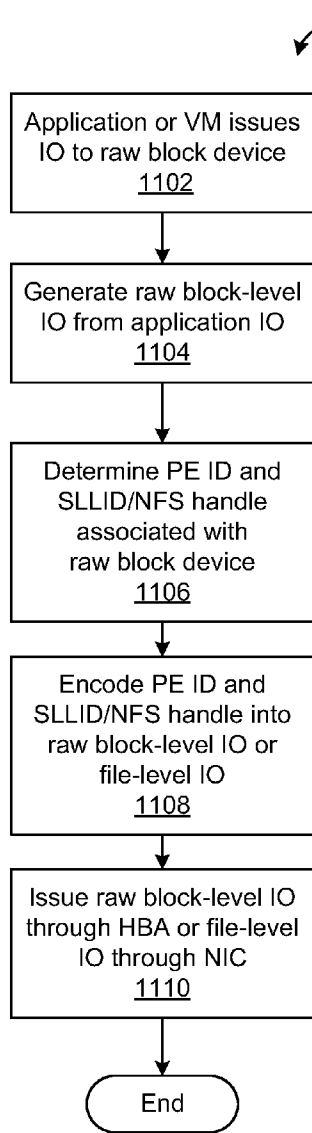 Application or VM issues
IO to raw block device
1102
Generate raw block-level
IO from application IO
1104
Determine PE ID and
SLLID/NFS handle
associated with
raw block device
1106
Encode PE ID and
SLLID/NFS handle into
raw block-level IO or
file-level IO
1108
Issue raw block-level IO
through HBA or file-level
IO through NIC
1110
End